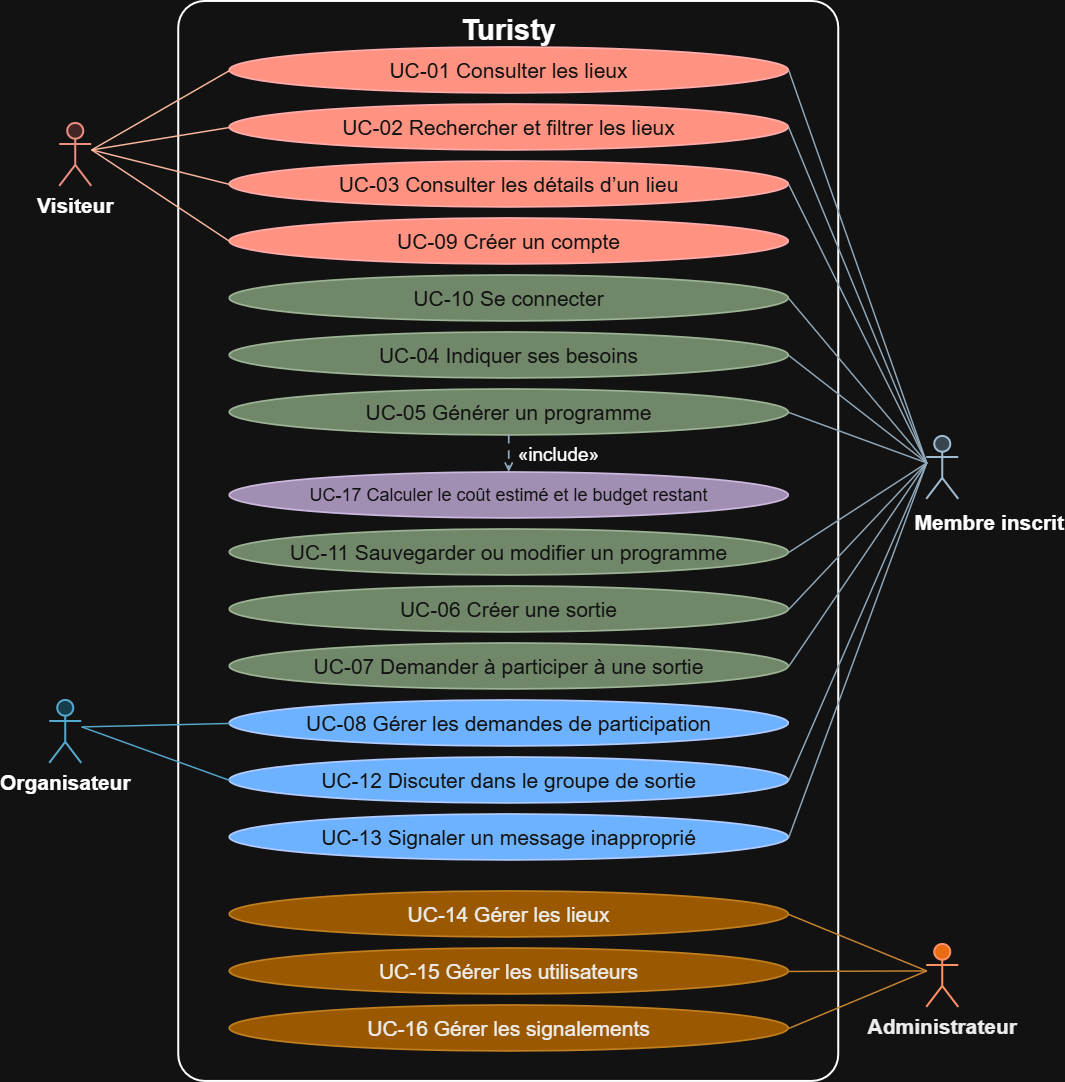 Turisty
UC-01 Consulter les lieux
UC-02 Rechercher et filtrer les lieux
UC-03 Consulter les détails d’un lieu
Visiteur
UC-09 Créer un compte
UC-10 Se connecter
UC-04 Indiquer ses besoins
UC-05 Générer un programme
«include»
UC-17 Calculer le coût estimé et le budget restant
Membre inscrit
UC-11 Sauvegarder ou modifier un programme
UC-06 Créer une sortie
UC-07 Demander à participer à une sortie
UC-08 Gérer les demandes de participation
Organisateur
UC-12 Discuter dans le groupe de sortie
UC-13 Signaler un message inapproprié
UC-14 Gérer les lieux
UC-15 Gérer les utilisateurs
UC-16 Gérer les signalements
Administrateur